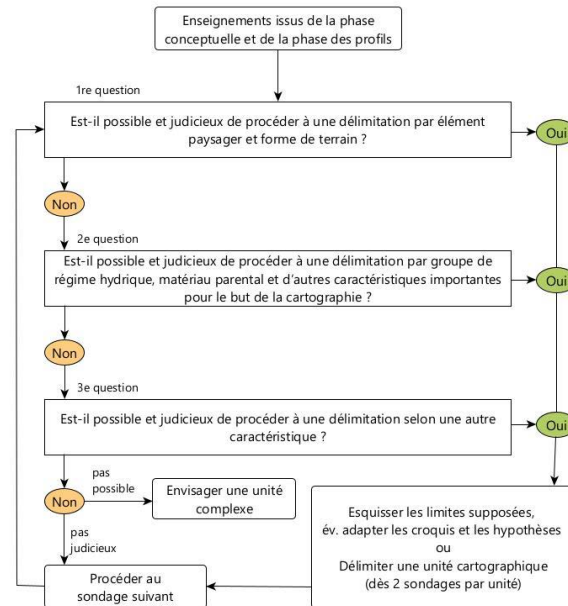 Enseignements issus de la phase
conceptuelle et de la phase des profils
1re question
Est-il possible et judicieux de procéder à une délimitation par élément
paysager et forme de terrain ?
Oui
Non
2e question
Est-il possible et judicieux de procéder à une délimitation par groupe de
régime hydrique, matériau parental et d'autres caractéristiques importantes
pour le but de la cartographie ?
Oui
Non
3e question
Est-il possible et judicieux de procéder à une délimitation selon une autre
caractéristique ?
Oui
Non
pas
possible
Envisager une unité
complexe
pas
judicieux
Procéder au
sondage suivant
Esquisser les limites supposées,
év. adapter les croquis et les hypothèses
ou
Délimiter une unité cartographique
(dès 2 sondages par unité)